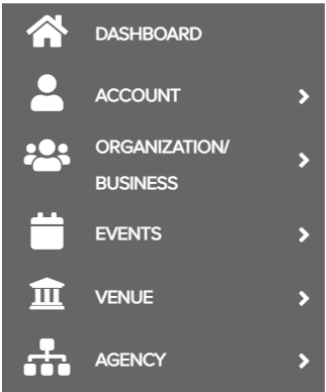 DASHBOARD
ACCOUNT
ORGANIZATION/
BUSINESS
EVENTS
VENUE
AGENCY